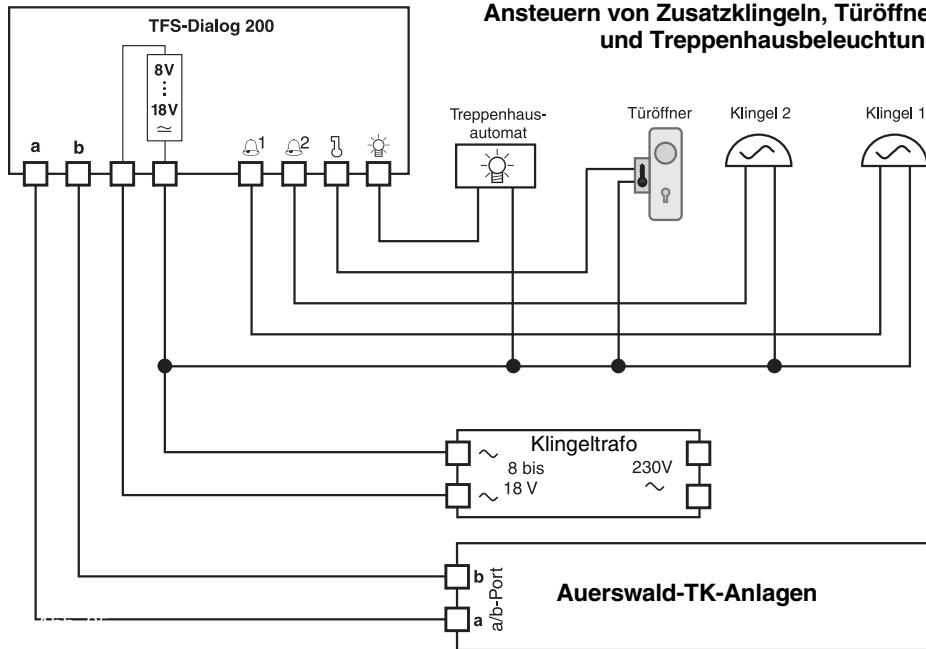 Ansteuern von Zusatzklingeln, Türöffne
und Treppenhausbeleuchtun
TFS-Dialog 200
8V
18V
a
b
1
2
Treppenhaus-
automat
Türöffner
Klingel 2
Klingel 1
Klingeltrafo
8 bis
18 V
230V
b
a
a/b-Port
Auerswald-TK-Anlagen